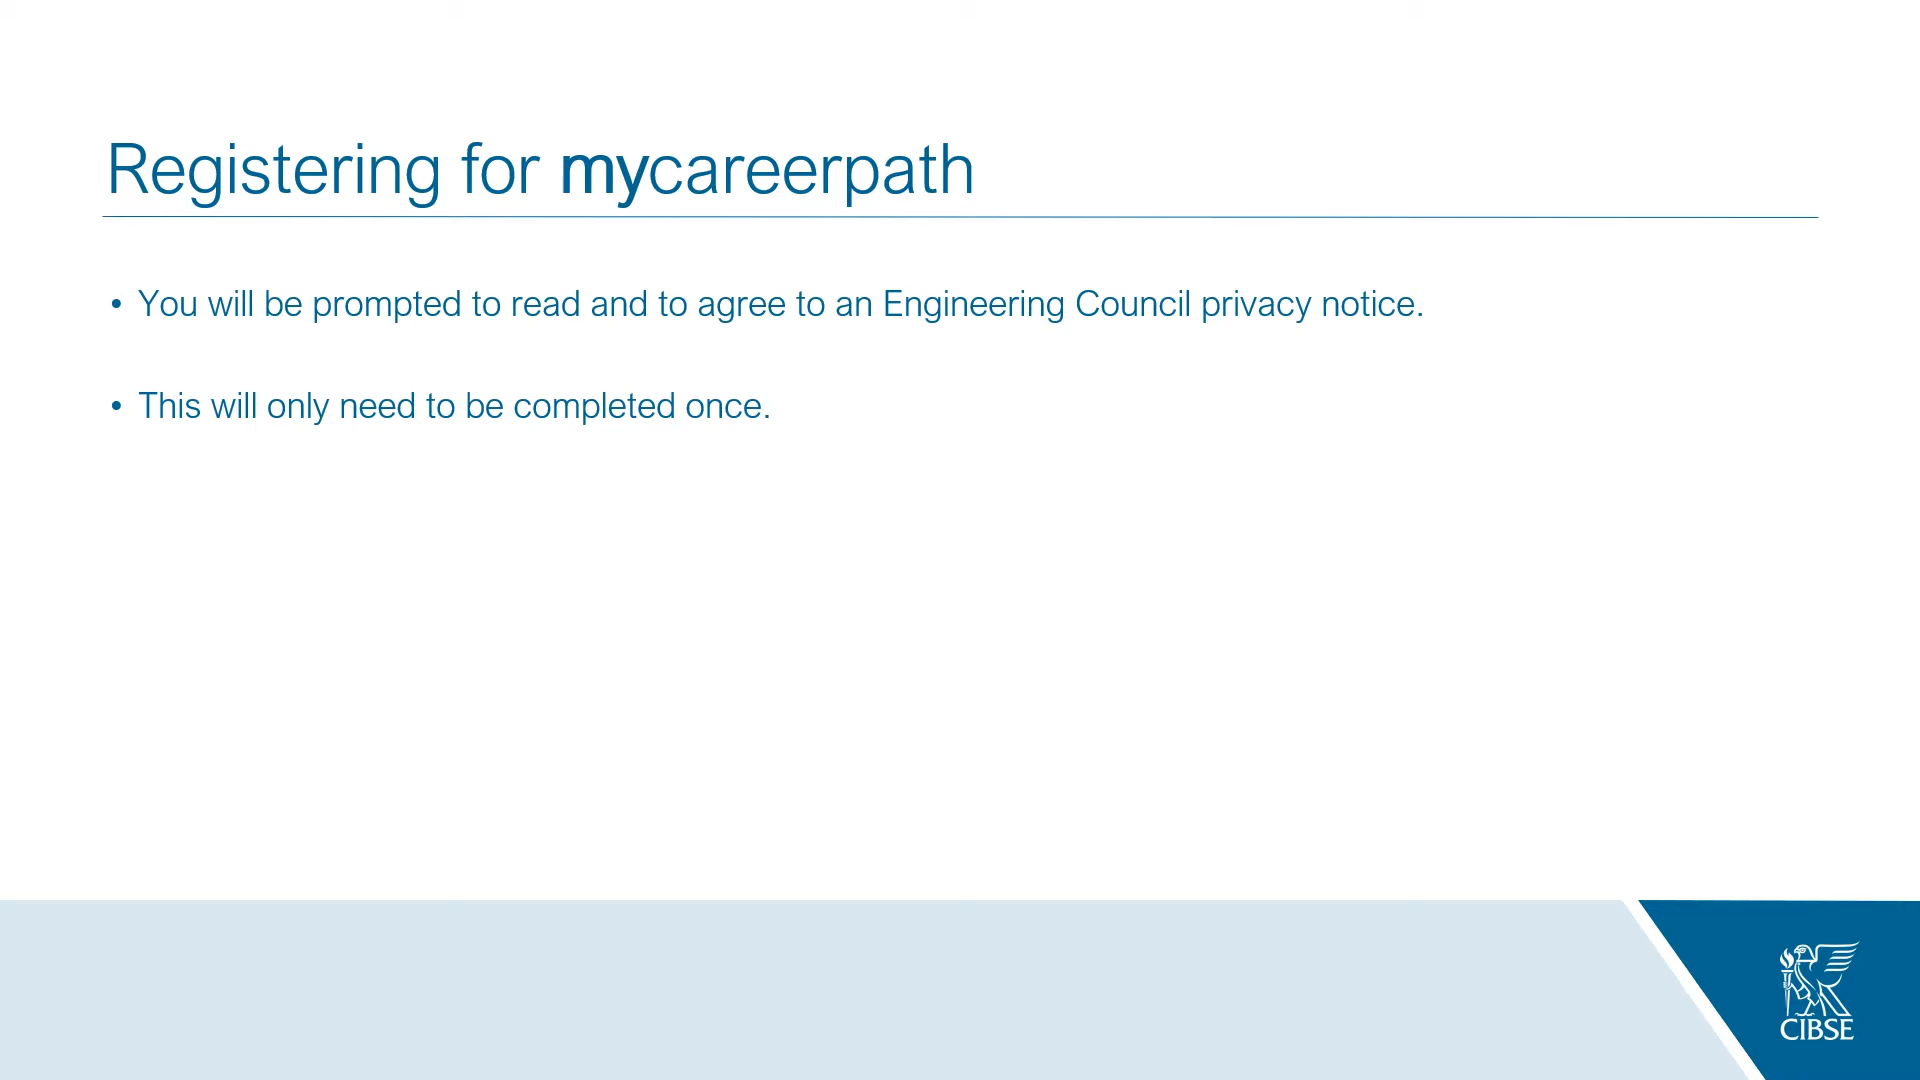 Registering for mycareerpath
• You will be prompted to read and to agree to an Engineering Council privacy notice.
• This will only need to be completed once.
CIBSE